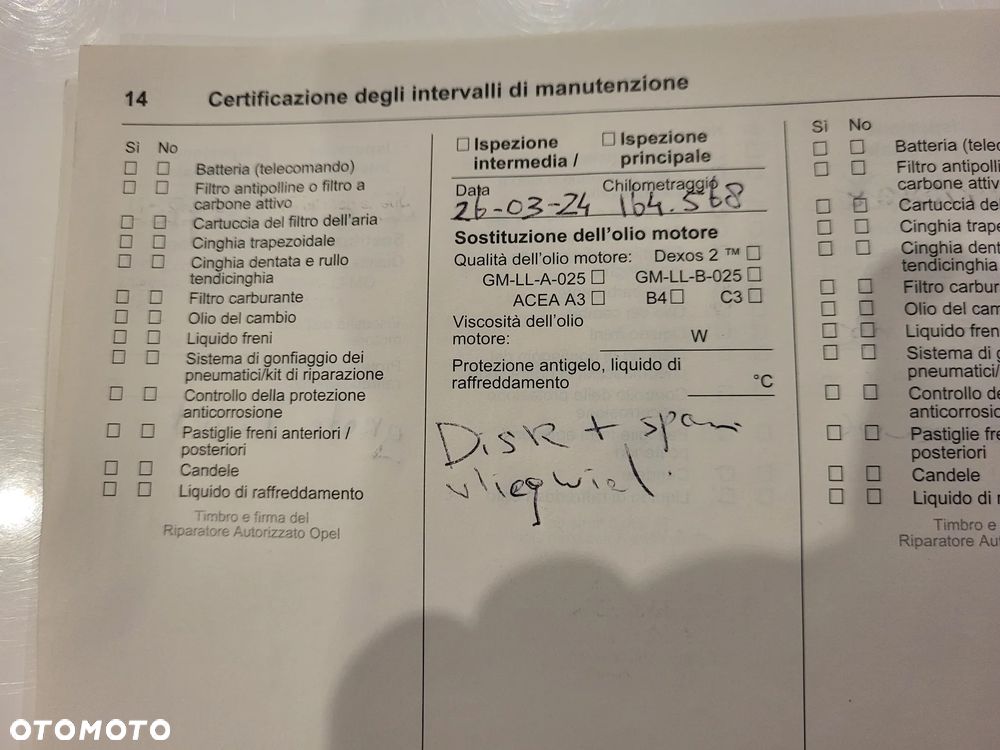 14 Certificazione degli intervalli di manutenzione
Sì No
Batteria (telecomando)
Filtro antipolline o filtro a
carbone attivo
Cartuccia del filtro dell'aria
Cinghia trapezoidale
Cinghia dentata e rullo
tendicinghia
Filtro carburante
Olio del cambio
Liquido freni
Sistema di gonfiaggio dei
pneumatici/kit di riparazione
Controllo della protezione
anticorrosione
Pastiglie freni anteriori /
posteriori
Candele
Liquido di raffreddamento
Timbro e firma del
Riparatore Autorizzato Opel
Ispezione
intermedia /
Ispezione
principale
Data Chilometraggio
26-03-24 164.568
Sostituzione dell'olio motore
Qualità dell'olio motore: Dexos 2 ™
GM-LL-A-025 GM-LL-B-025
ACEA A3 B4 C3
Viscosità dell'olio
motore: W
Protezione antigelo, liquido di
raffreddamento °C
Disk + span
vliegwiel.
Sì No
Batteria (telec
Filtro antipolli
carbone attiv
Cartuccia del
Cinghia trape
Cinghia dent
tendicinghia
Filtro carbur
Olio del cam
Liquido freni
Sistema di g
pneumatici/
Controllo de
anticorrosio
Pastiglie fre
posteriori
Candele
Liquido di r
Timbro e
Riparatore Au
OTOMOTO